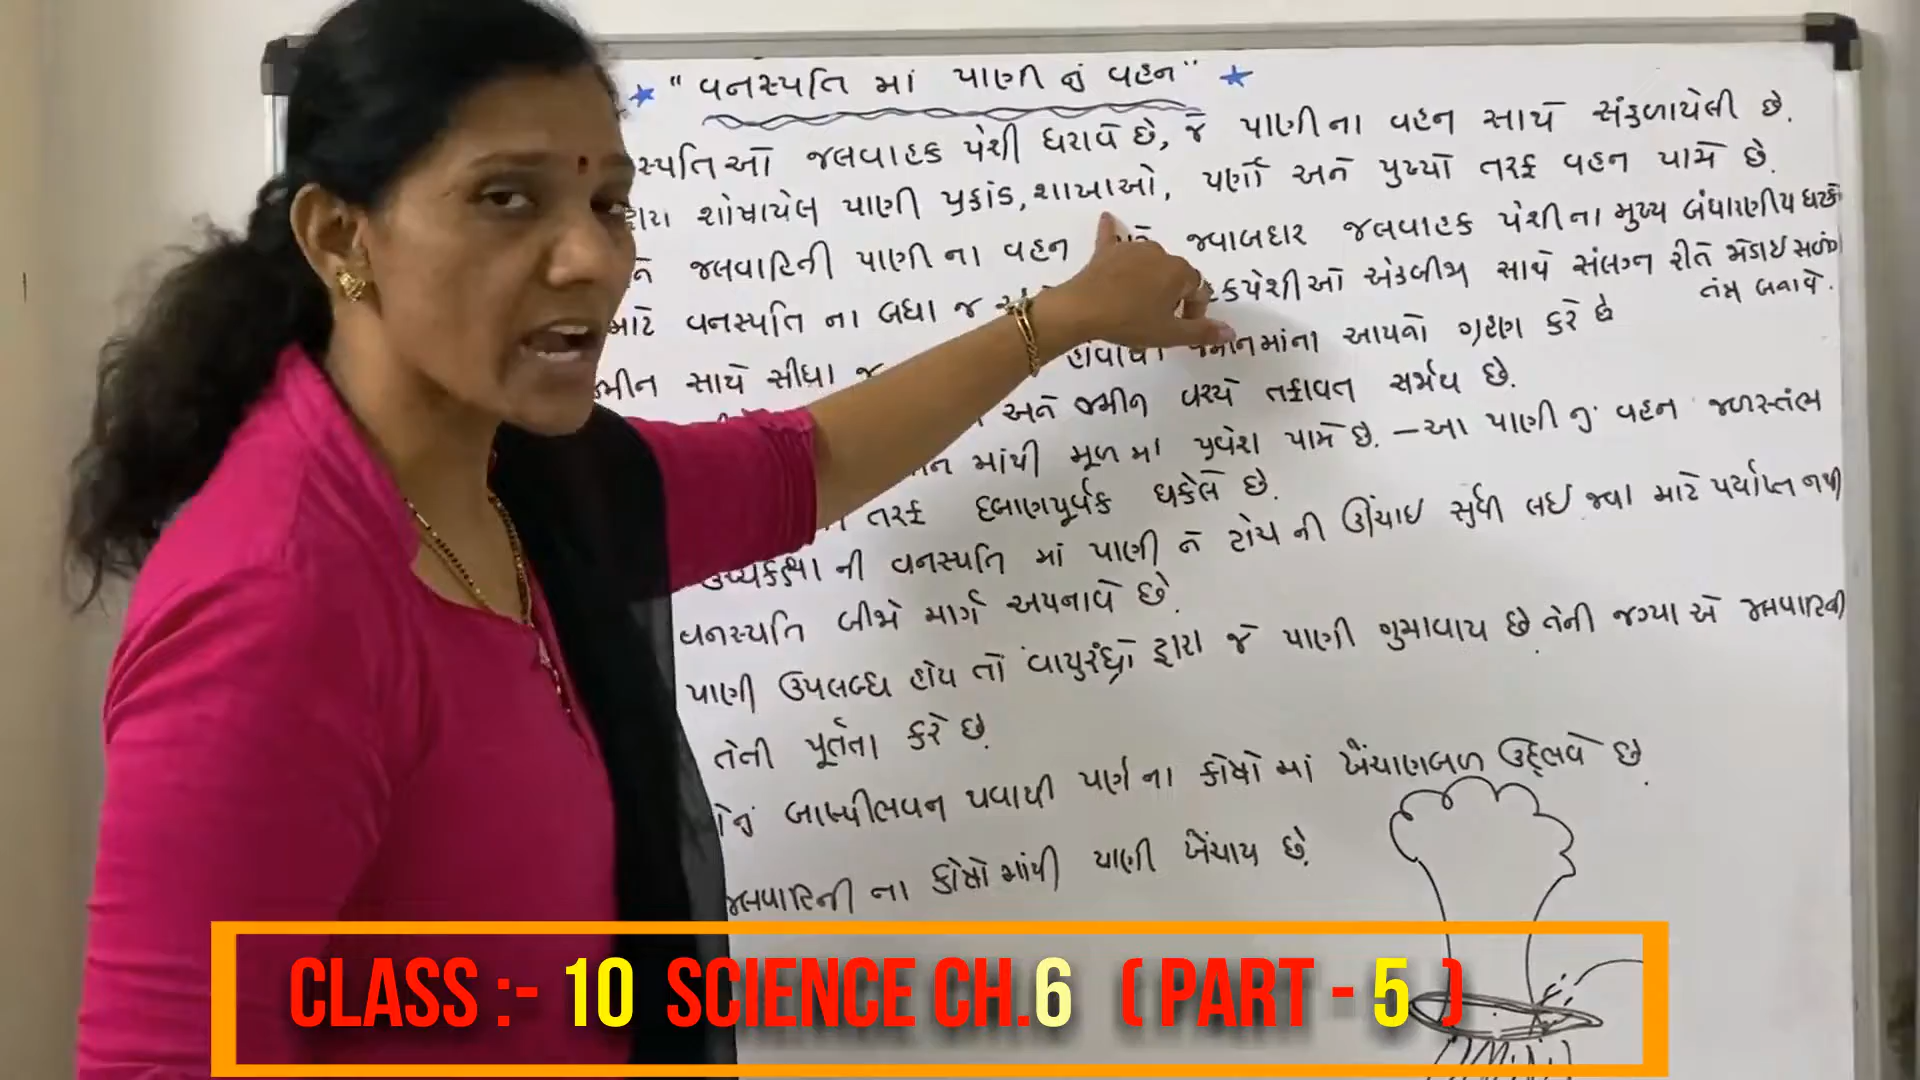 "વનસ્પતિ માં પાણી નું વહન"
સ્પતિઓ જલવાહક પેશી ધરાવે છે, જે પાણીના વહન સાથે સંકળાયેલી છે.
શોષાયેલ પાણી પ્રકાંડ, શાખાઓ, પર્ણો અને પુષ્પો તરફ વહન પામે છે.
જલવાહિની પાણી ના વહન માટે જવાબદાર જલવાહક પેશીના મુખ્ય બંધારણીય ઘટકો
માટે વનસ્પતિ ના બધા જ હકપેશીઓ એકબીજા સાથે સંલગ્ન રીતે જોડાઈ સળંગ
તંત્ર બનાવે.
મીન સાથે સીધા હોવાથી જમીનમાંના આયનો ગ્રહણ કરે છે
અને જમીન વચ્ચે તફાવત સર્જાય છે.
માંથી મૂળ માં પ્રવેશ પામે છે. – આ પાણી નું વહન જળસ્તંભ
તરફ દબાણપૂર્વક ધકેલે છે.
ઉચ્ચકક્ષા ની વનસ્પતિ માં પાણી ને ટોચ ની ઊંચાઈ સુધી લઈ જવા માટે પર્યાપ્ત નથી
વનસ્પતિ બીજો માર્ગ અપનાવે છે.
પાણી ઉપલબ્ધ હોય તો વાયુરંધ્રો દ્વારા જે પાણી ગુમાવાય છે તેની જગ્યા એ જલવાહિની
તેની પૂર્તતા કરે છે.
બાષ્પીભવન થવાથી પર્ણ ના કોષો માં ખેંચાણબળ ઉદ્દભવે છે.
જલવાહિની ના કોષો માંથી પાણી ખેંચાય છે.
CLASS :- 10 SCIENCE CH.6 ( PART - 5 )